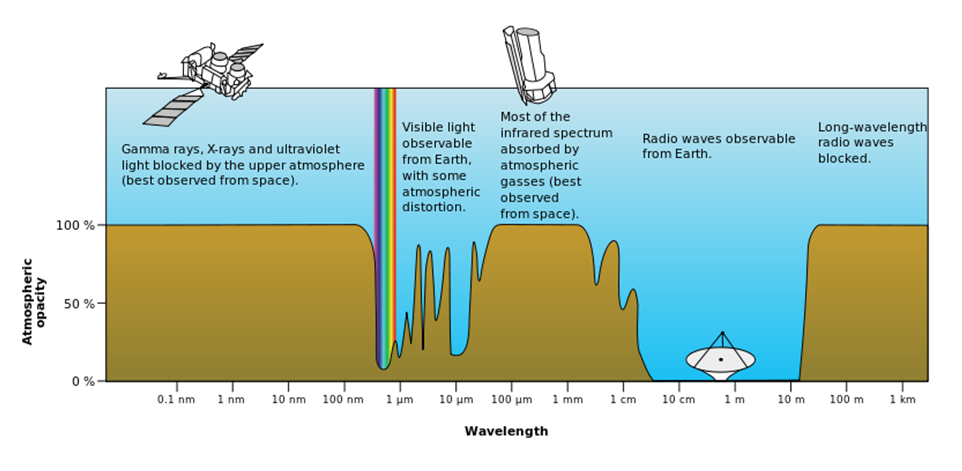 Gamma rays, X-rays and ultraviolet
light blocked by the upper atmosphere
(best observed from space).
Visible light
observable
from Earth,
with some
atmospheric
distortion.
Most of the
infrared spectrum
absorbed by
atmospheric
gasses (best
observed
from space).
Radio waves observable
from Earth.
Long-wavelength
radio waves
blocked.
Atmospheric
opacity
100 %
50 %
0 %
0.1 nm 1 nm 10 nm 100 nm 1 μm 10 μm 100 μm 1 mm 1 cm 10 cm 1 m 10 m 100 m 1 km
Wavelength